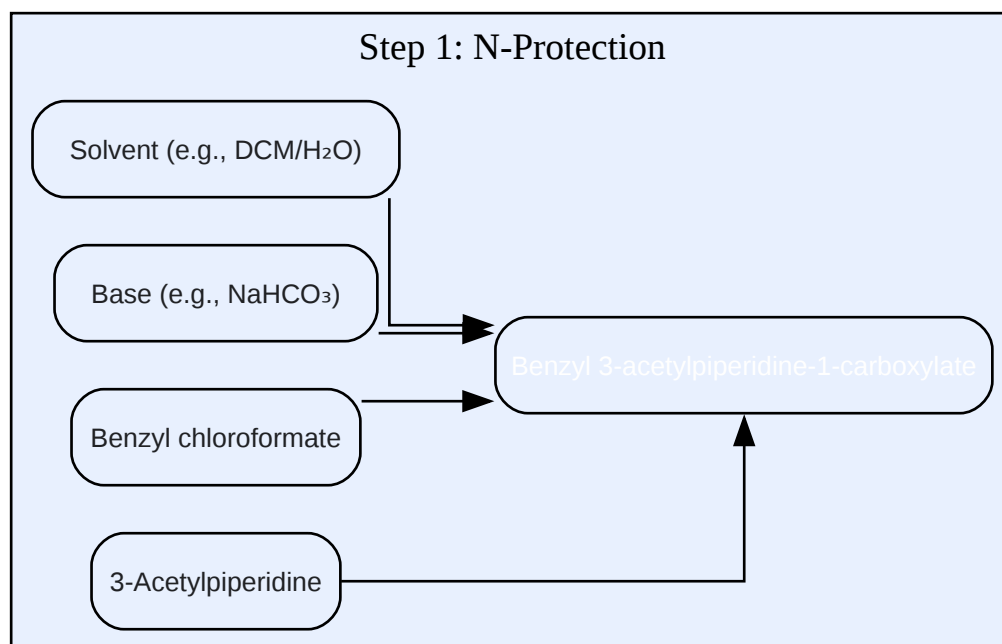 Step 1: N-Protection
Solvent (e.g., DCM/H₂O)
Base (e.g., NaHCO₃)
Benzyl 3-acetylpiperidine-1-carboxylate
Benzyl chloroformate
3-Acetylpiperidine